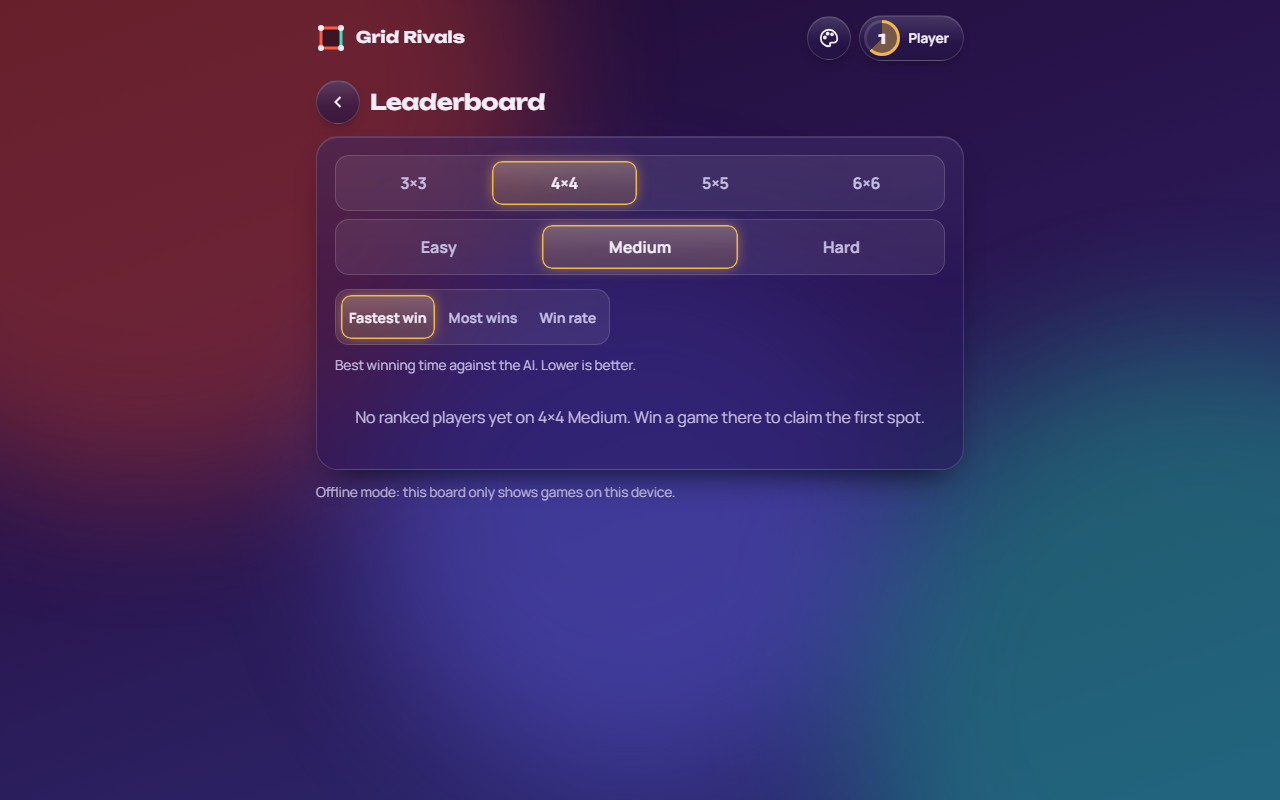 Grid Rivals
1 Player
Leaderboard
3×3 4×4 5×5 6×6
Easy Medium Hard
Fastest win Most wins Win rate
Best winning time against the AI. Lower is better.
No ranked players yet on 4×4 Medium. Win a game there to claim the first spot.
Offline mode: this board only shows games on this device.